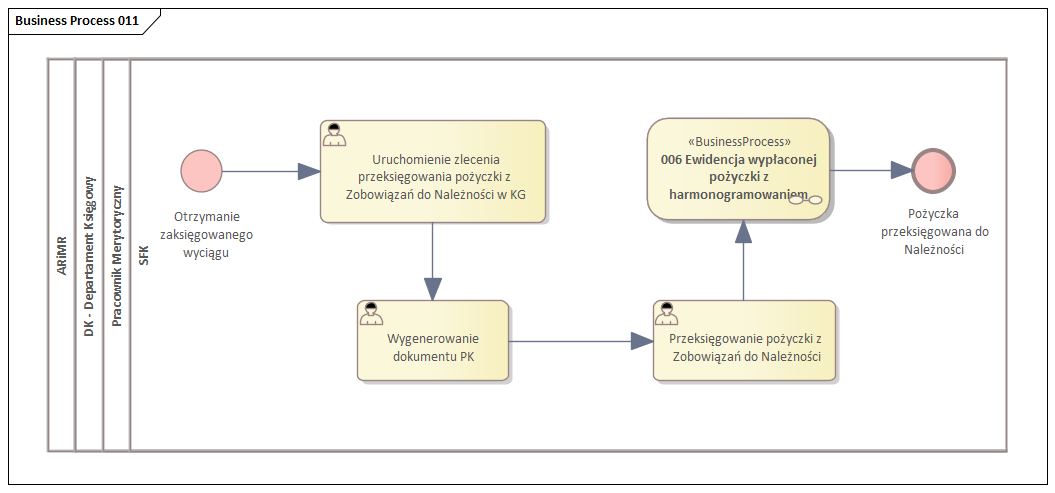 Business Process 011
ARiMR
DK - Departament Księgowy
Pracownik Merytoryczny
SFK
Otrzymanie
zaksięgowanego
wyciągu
Uruchomienie zlecenia
przeksięgowania pożyczki z
Zobowiązań do Należności w KG
Wygenerowanie
dokumentu PK
Przeksięgowanie pożyczki z
Zobowiązań do Należności
«BusinessProcess»
006 Ewidencja wypłaconej
pożyczki z
harmonogramowaniem
Pożyczka
przeksięgowana do
Należności